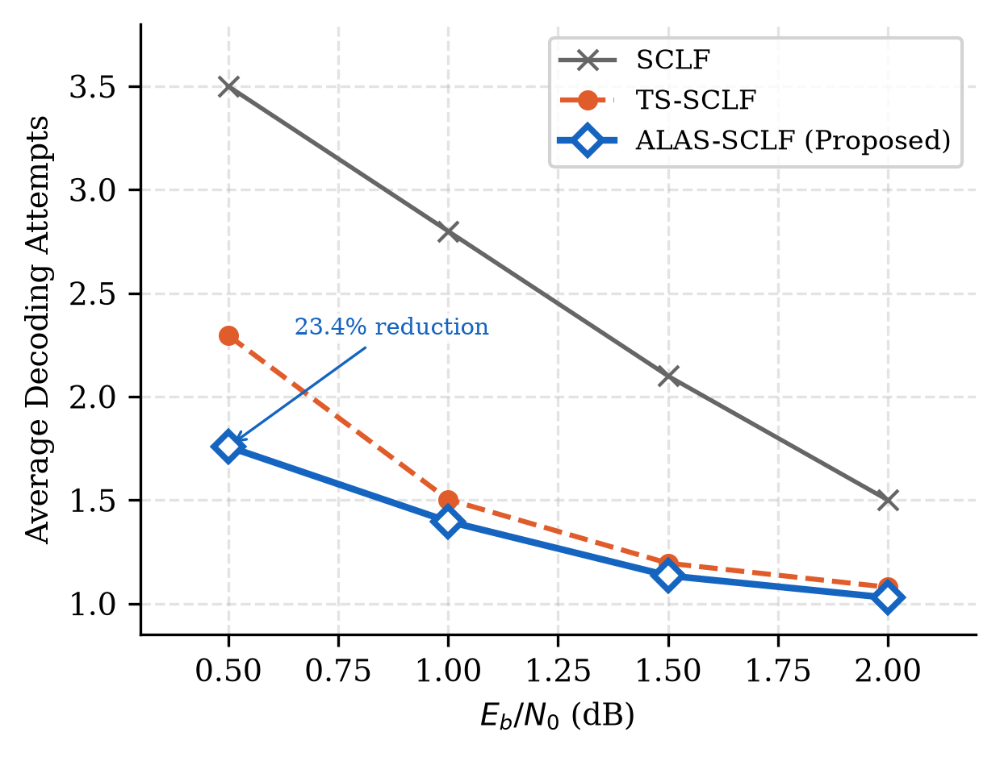 SCLF
TS-SCLF
ALAS-SCLF (Proposed)
23.4% reduction
Average Decoding Attempts
3.5
3.0
2.5
2.0
1.5
1.0
0.50 0.75 1.00 1.25 1.50 1.75 2.00
E_b/N_0 (dB)